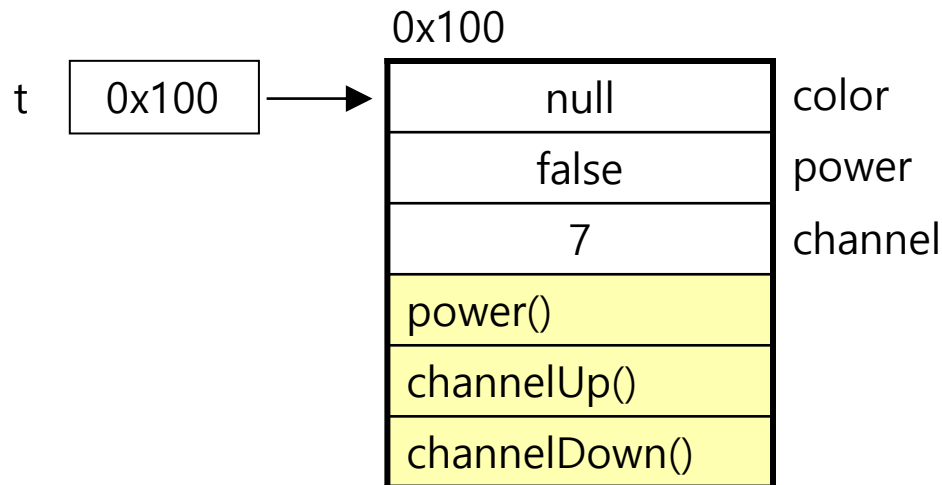 0x100
t 0x100 null color
false power
7 channel
power()
channelUp()
channelDown()